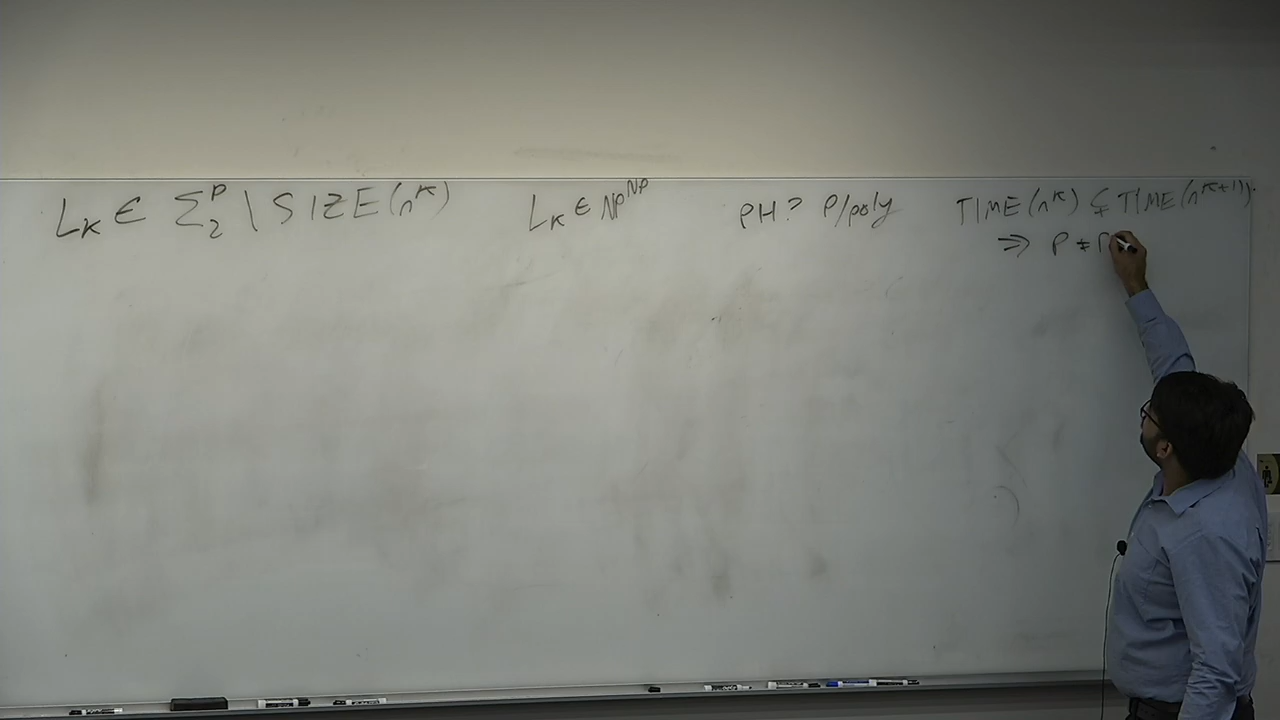 L_K ∈ Σ_2^P \ SIZE(n^K)
L_K ∈ NP^NP
PH ? P/poly
TIME(n^K) ⊊ TIME(n^{K+1}).
⇒ P ≠